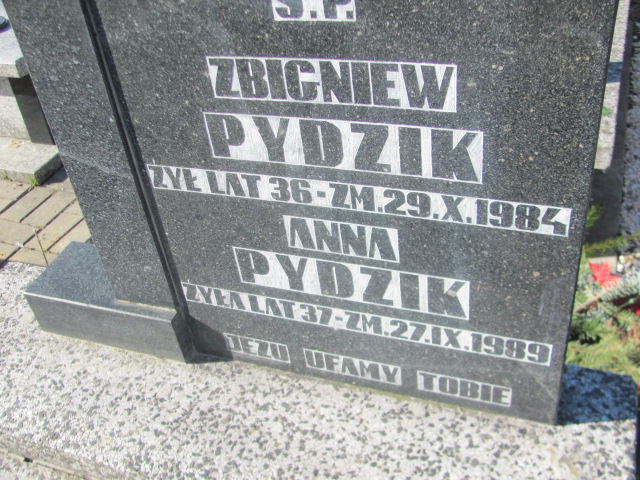 Ś.P.
ZBIGNIEW
PYDZIK
ŻYŁ LAT 36-ZM.29.X.1984
ANNA
PYDZIK
ŻYŁA LAT 37-ZM.27.IX.1989
JEZU UFAMY TOBIE